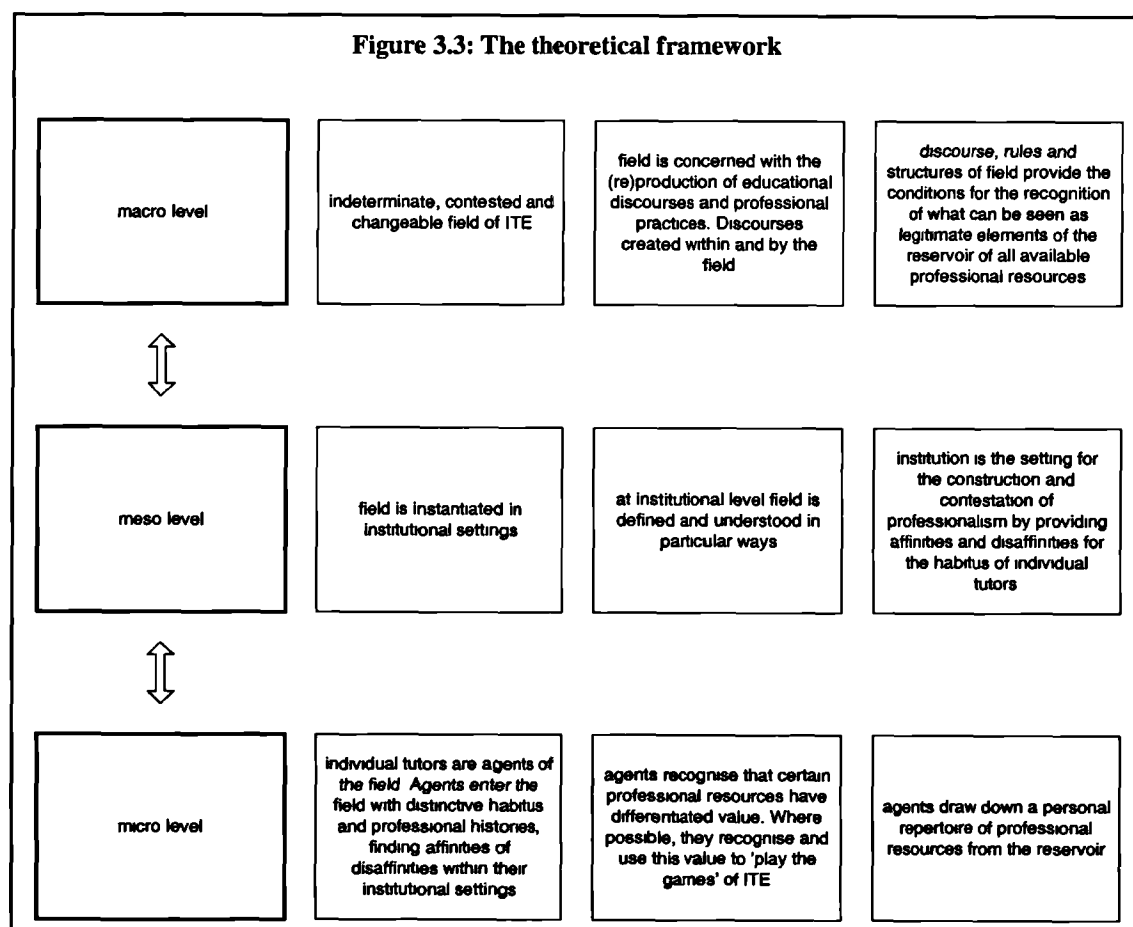 Figure 3.3: The theoretical framework
macro level
indeterminate, contested and
changeable field of ITE
field is concerned with the
(re)production of educational
discourses and professional
practices. Discourses
created within and by the
field
discourse, rules and
structures of field provide the
conditions for the recognition
of what can be seen as
legitimate elements of the
reservoir of all available
professional resources
meso level
field is instantiated in
institutional settings
at institutional level field is
defined and understood in
particular ways
institution is the setting for
the construction and
contestation of
professionalism by providing
affinities and disaffinities for
the habitus of individual
tutors
micro level
individual tutors are agents of
the field Agents enter the
field with distinctive habitus
and professional histories,
finding affinities of
disaffinities within their
institutional settings
agents recognise that certain
professional resources have
differentiated value. Where
possible, they recognise and
use this value to 'play the
games' of ITE
agents draw down a personal
repertoire of professional
resources from the reservoir